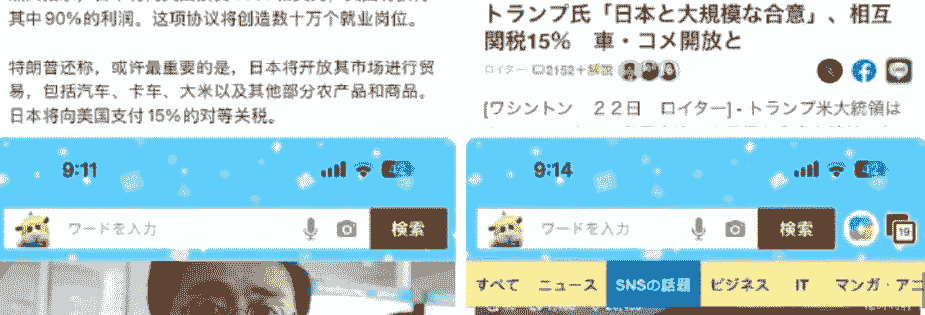 其中90%的利润。这项协议将创造数十万个就业岗位。
特朗普还称，或许最重要的是，日本将开放其市场进行贸
易，包括汽车、卡车、大米以及其他部分农产品和商品。
日本将向美国支付15%的对等关税。
トランプ氏「日本と大規模な合意」、相互
関税15%　車・コメ開放と
ロイター 2152
[ワシントン　２２日　ロイター] - トランプ米大統領は
9:11
ワードを入力 検索
9:14
ワードを入力 検索 19
すべて ニュース SNSの話題 ビジネス IT マンガ・アニ